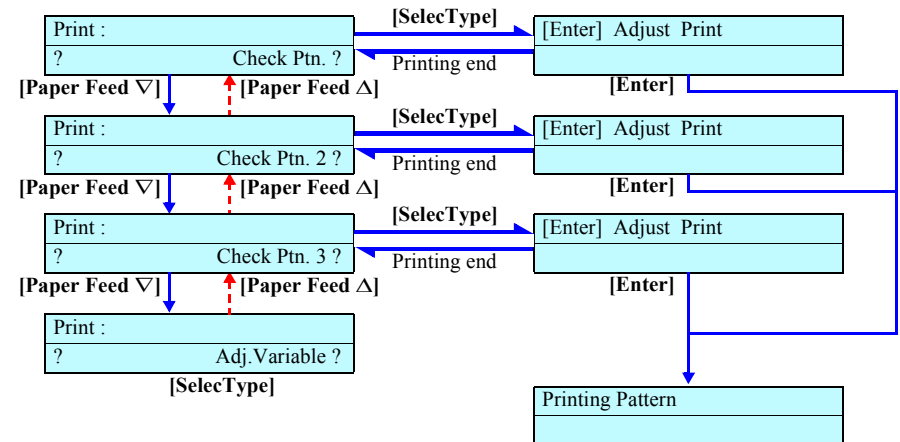 [SelecType]
Print :
[Enter] Adjust Print
? Check Ptn. ?
Printing end
[Paper Feed ∇]
[Paper Feed Δ]
[Enter]
[SelecType]
Print :
[Enter] Adjust Print
? Check Ptn. 2 ?
Printing end
[Paper Feed ∇]
[Paper Feed Δ]
[Enter]
[SelecType]
Print :
[Enter] Adjust Print
? Check Ptn. 3 ?
Printing end
[Paper Feed ∇]
[Paper Feed Δ]
[Enter]
Print :
? Adj.Variable ?
[SelecType]
Printing Pattern